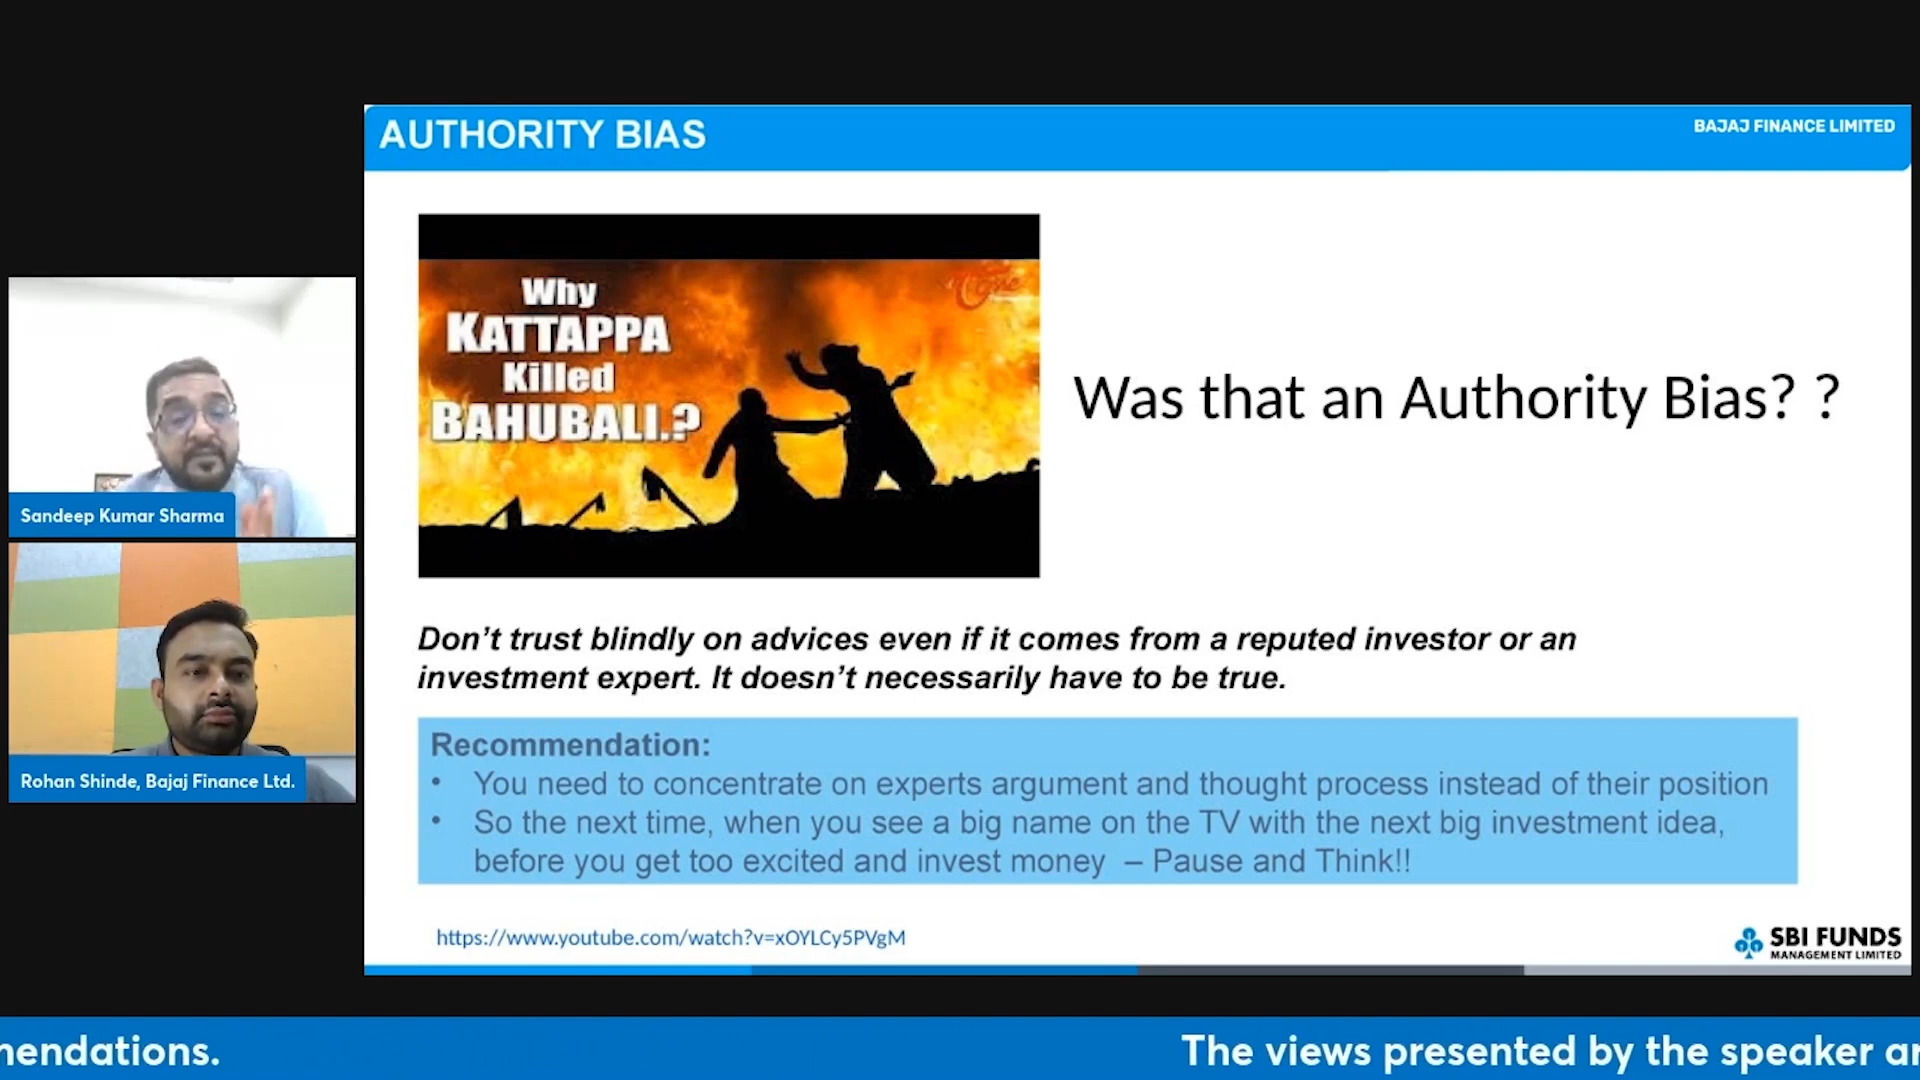 AUTHORITY BIAS
BAJAJ FINANCE LIMITED
Why
KATTAPPA
Killed
BAHUBALI.?
Was that an Authority Bias? ?
Sandeep Kumar Sharma
Rohan Shinde, Bajaj Finance Ltd.
Don't trust blindly on advices even if it comes from a reputed investor or an
investment expert. It doesn't necessarily have to be true.
Recommendation:
• You need to concentrate on experts argument and thought process instead of their position
• So the next time, when you see a big name on the TV with the next big investment idea,
before you get too excited and invest money – Pause and Think!!
https://www.youtube.com/watch?v=xOYLCy5PVgM
SBI FUNDS
MANAGEMENT LIMITED
mendations. The views presented by the speaker ar